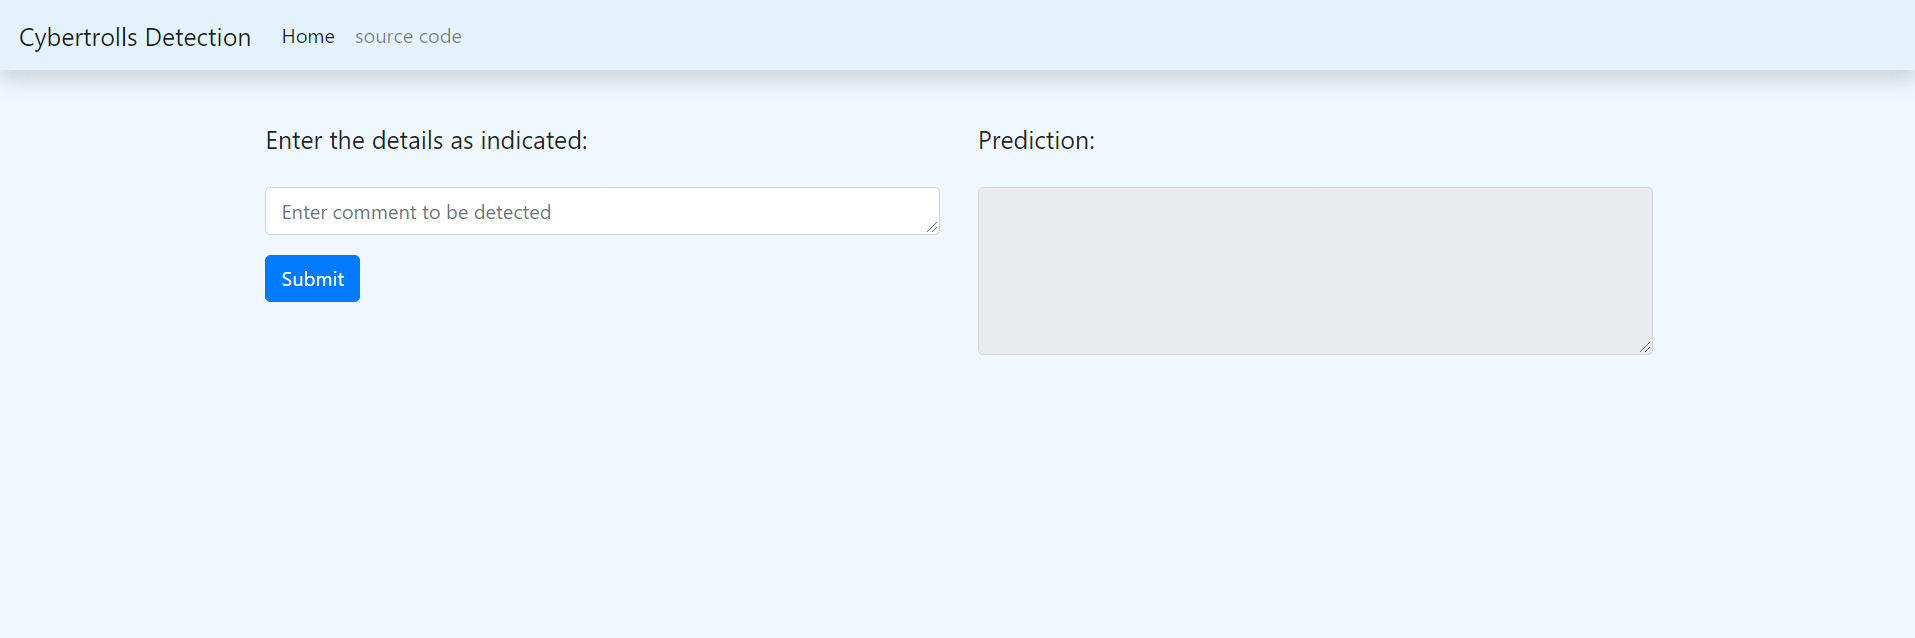 Cybertrolls Detection Home source code
Enter the details as indicated:
Prediction:
Enter comment to be detected
Submit